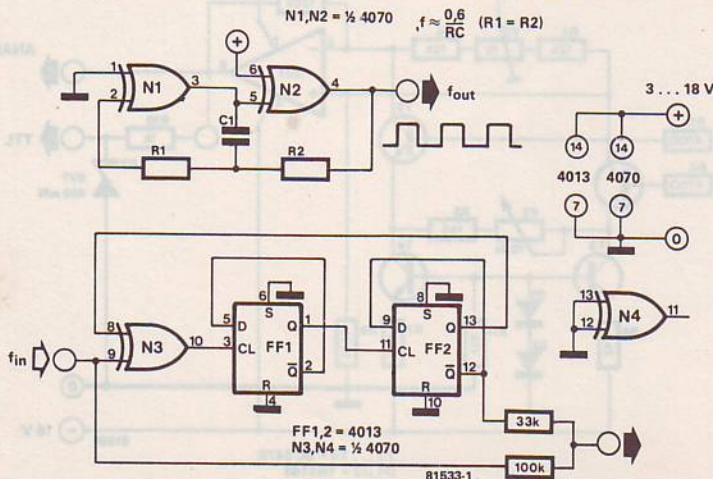 N1,N2 = ½ 4070
,f ≈ 0,6/RC (R1 = R2)
1
N1
3
2
+
6
5
N2
4
fout
C1
R1
R2
3 . . . 18 V
+
14
14
4013 4070
7
7
0
8
9
N3
10
fin
6
S
5
D
Q
1
3
CL
FF1
Q̅
2
R
4
8
S
9
D
Q
13
11
CL
FF2
Q̅
12
R
10
13
12
N4
11
33k
100k
FF1,2 = 4013
N3,N4 = ½ 4070
81533-1